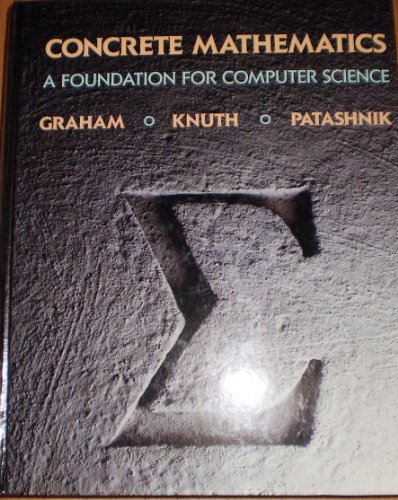 CONCRETE MATHEMATICS
A FOUNDATION FOR COMPUTER SCIENCE
GRAHAM o KNUTH o PATASHNIK
Σ